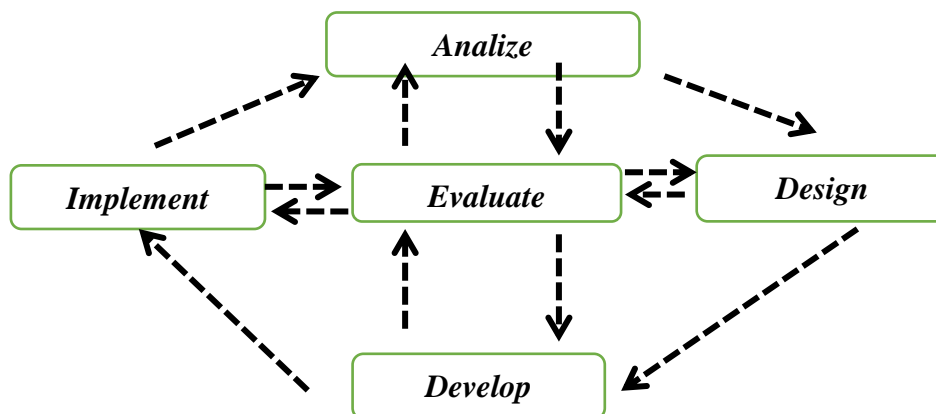 Analize
Implement
Evaluate
Design
Develop